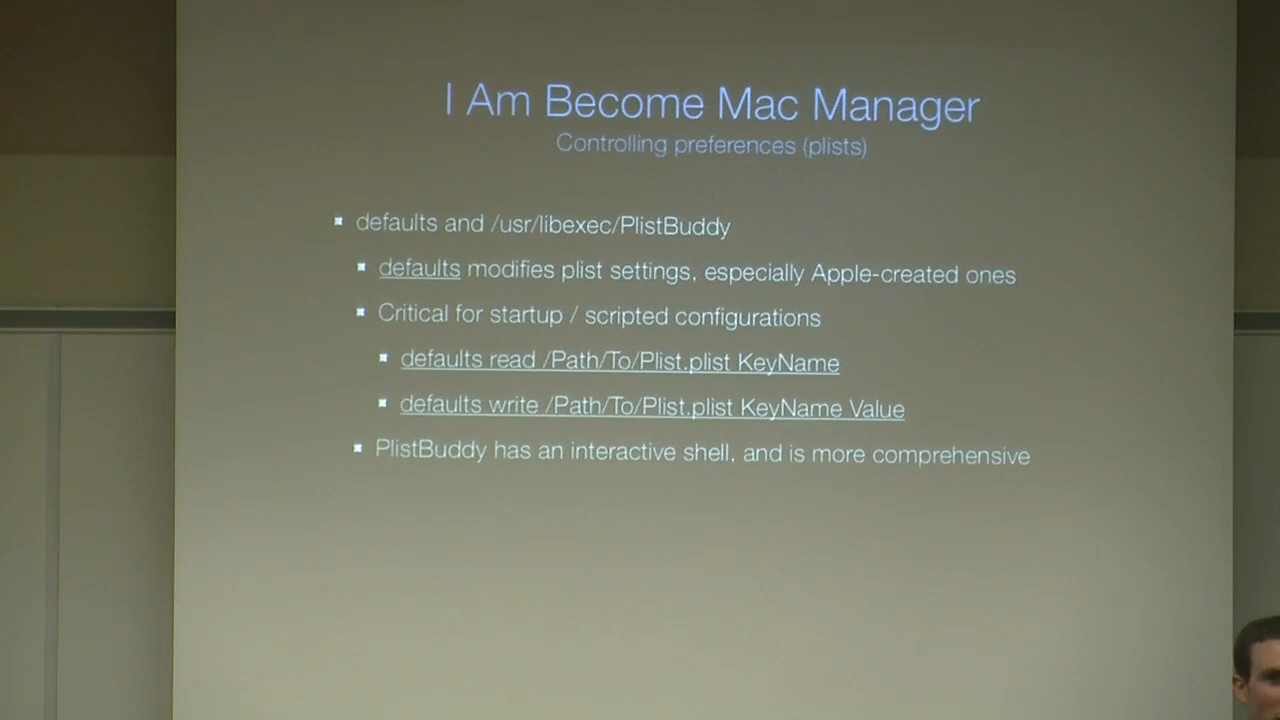 I Am Become Mac Manager
Controlling preferences (plists)
defaults and /usr/libexec/PlistBuddy
defaults modifies plist settings, especially Apple-created ones
Critical for startup / scripted configurations
defaults read /Path/To/Plist.plist KeyName
defaults write /Path/To/Plist.plist KeyName Value
PlistBuddy has an interactive shell, and is more comprehensive